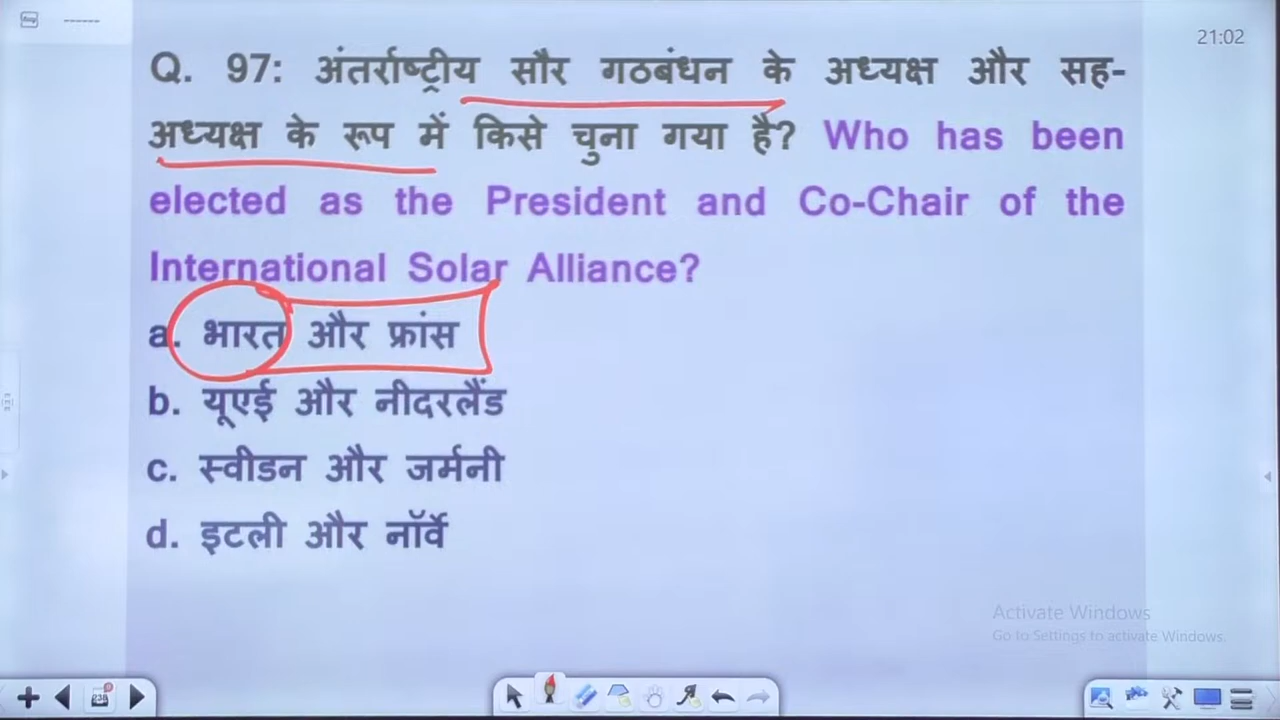 21:02
Q. 97: अंतर्राष्ट्रीय सौर गठबंधन के अध्यक्ष और सह-
अध्यक्ष के रूप में किसे चुना गया है? Who has been
elected as the President and Co-Chair of the
International Solar Alliance?
a. भारत और फ्रांस
b. यूएई और नीदरलैंड
c. स्वीडन और जर्मनी
d. इटली और नॉर्वे
Activate Windows
Go to Settings to activate Windows.